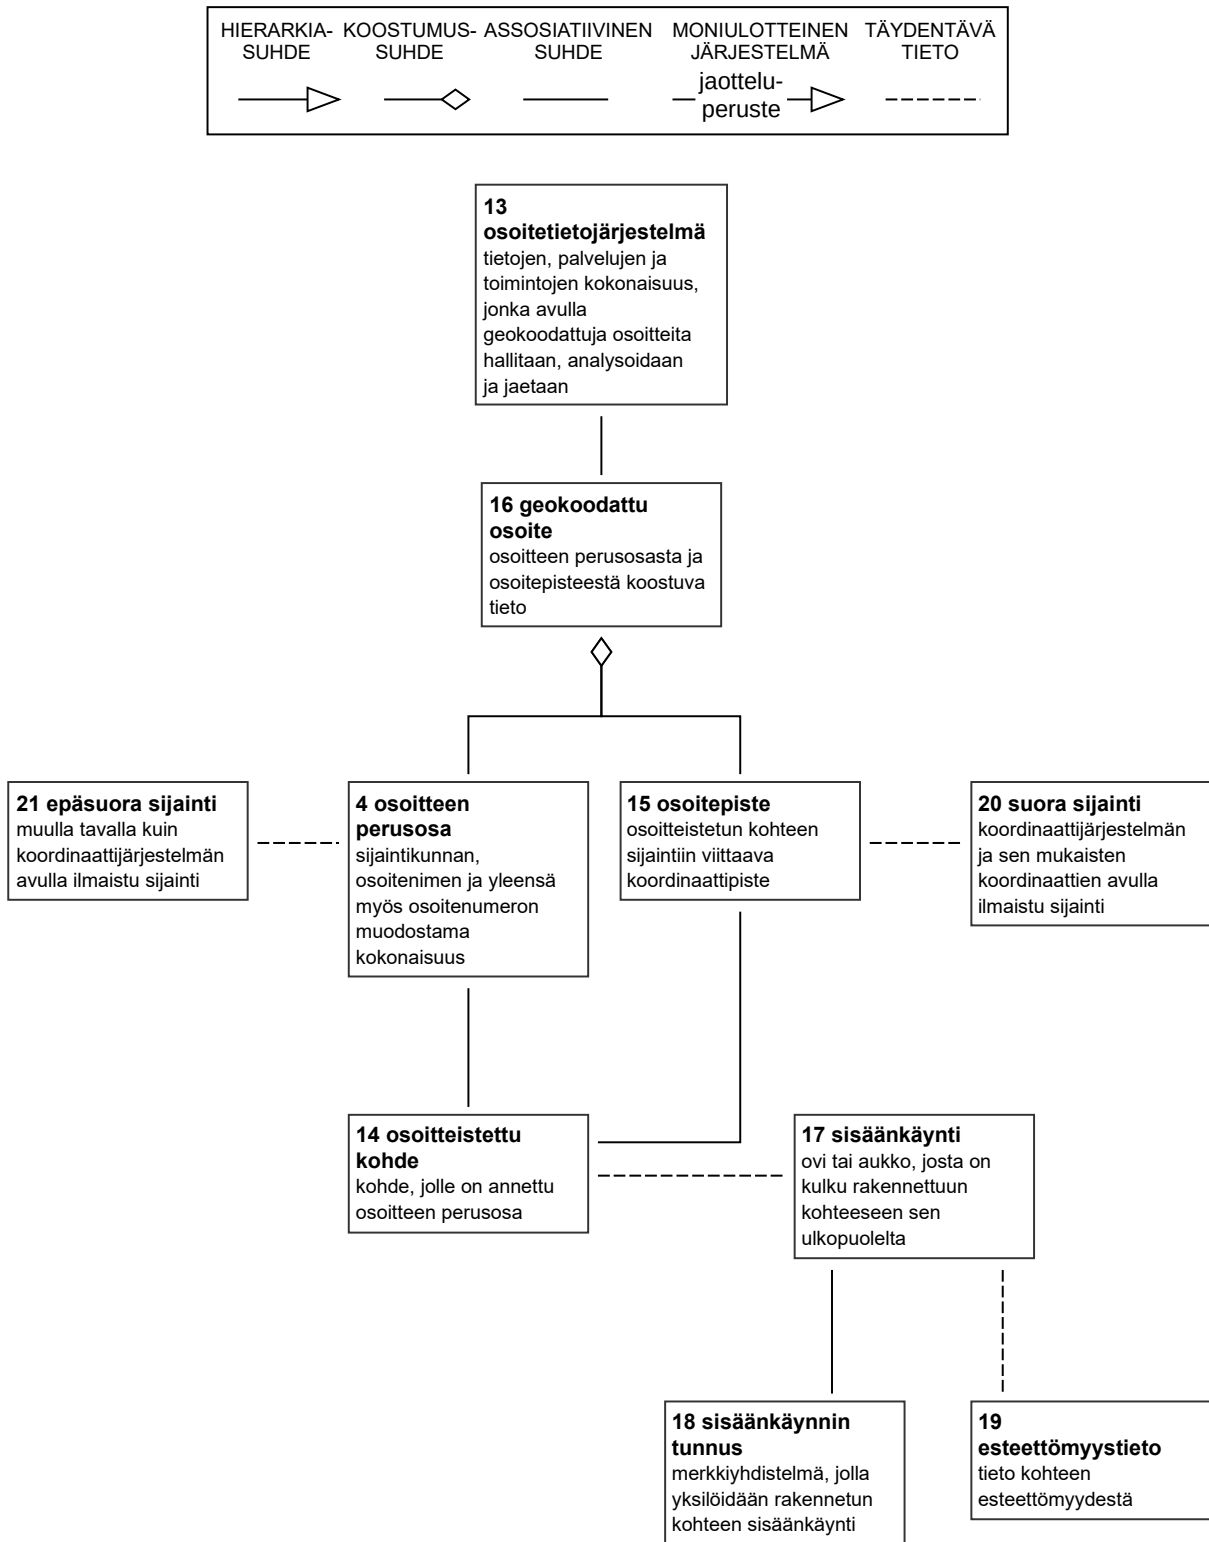 HIERARKIA-
SUHDE
KOOSTUMUS-
SUHDE
ASSOSIATIIVINEN
SUHDE
MONIULOTTEINEN
JÄRJESTELMÄ
TÄYDENTÄVÄ
TIETO
jaottelu-
peruste
13
osoitetietojärjestelmä
tietojen, palvelujen ja
toimintojen kokonaisuus,
jonka avulla
geokoodattuja osoitteita
hallitaan, analysoidaan
ja jaetaan
16 geokoodattu
osoite
osoitteen perusosasta ja
osoitepisteestä koostuva
tieto
21 epäsuora sijainti
muulla tavalla kuin
koordinaattijärjestelmän
avulla ilmaistu sijainti
4 osoitteen
perusosa
sijaintikunnan,
osoitenimen ja yleensä
myös osoitenumeron
muodostama
kokonaisuus
15 osoitepiste
osoitteistetun kohteen
sijaintiin viittaava
koordinaattipiste
20 suora sijainti
koordinaattijärjestelmän
ja sen mukaisten
koordinaattien avulla
ilmaistu sijainti
14 osoitteistettu
kohde
kohde, jolle on annettu
osoitteen perusosa
17 sisäänkäynti
ovi tai aukko, josta on
kulku rakennettuun
kohteeseen sen
ulkopuolelta
18 sisäänkäynnin
tunnus
merkkiyhdistelmä, jolla
yksilöidään rakennetun
kohteen sisäänkäynti
19
esteettömyystieto
tieto kohteen
esteettömyydestä